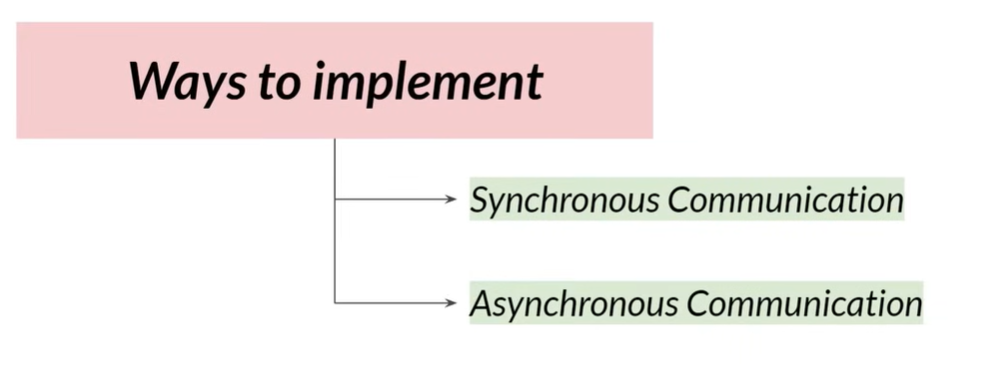 Ways to implement
Synchronous Communication
Asynchronous Communication